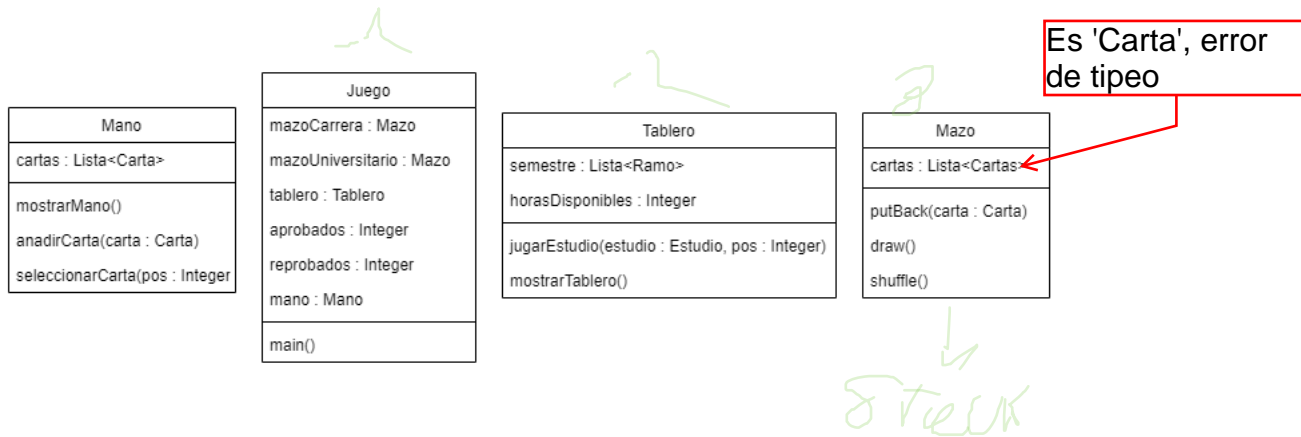 Es 'Carta', error
de tipeo
Mano
cartas : Lista<Carta>
mostrarMano()
anadirCarta(carta : Carta)
seleccionarCarta(pos : Integer
1
Juego
mazoCarrera : Mazo
mazoUniversitario : Mazo
tablero : Tablero
aprobados : Integer
reprobados : Integer
mano : Mano
main()
2
Tablero
semestre : Lista<Ramo>
horasDisponibles : Integer
jugarEstudio(estudio : Estudio, pos : Integer)
mostrarTablero()
Mazo
cartas : Lista<Cartas>
putBack(carta : Carta)
draw()
shuffle()